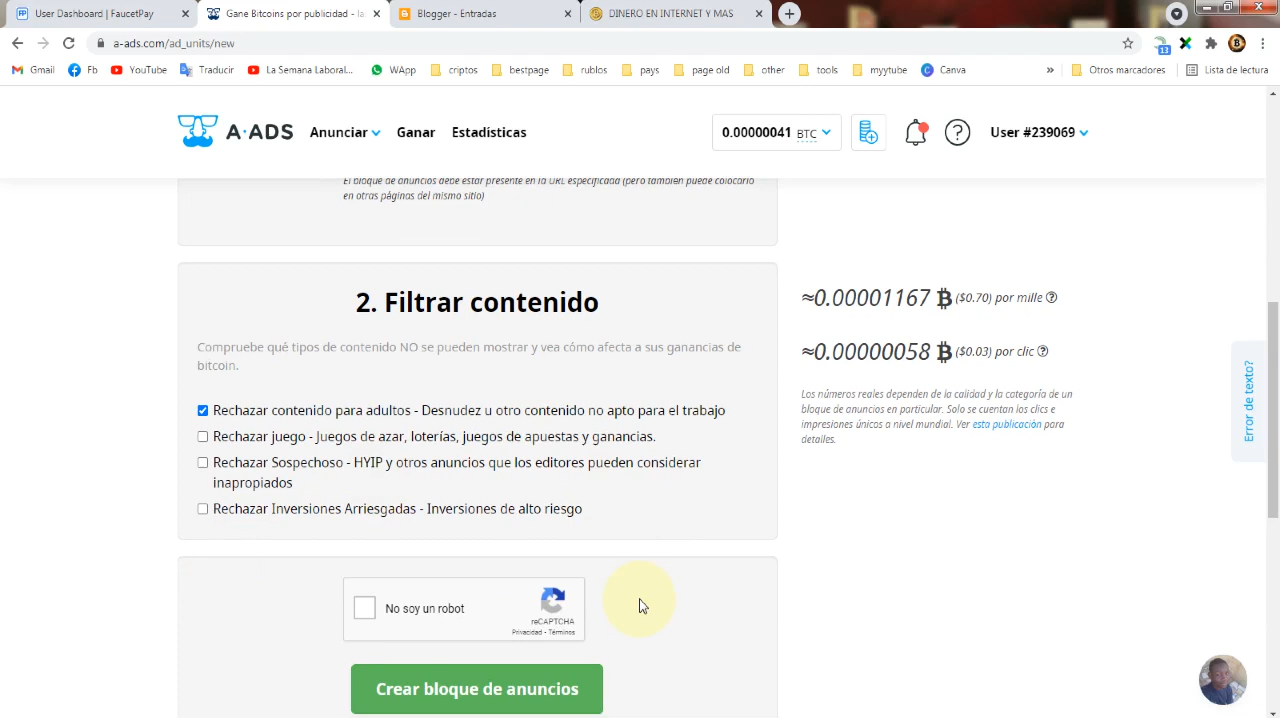 User Dashboard | FaucetPay
Gane Bitcoins por publicidad - la
Blogger - Entradas
DINERO EN INTERNET Y MAS
a-ads.com/ad_units/new
13
Gmail
Fb
YouTube
Traducir
La Semana Laboral...
WApp
criptos
bestpage
rublos
pays
page old
other
tools
myytube
Canva
»
Otros marcadores
Lista de lectura
A·ADS
Anunciar
Ganar
Estadísticas
0.00000041 BTC
User #239069
El bloque de anuncios debe estar presente en la URL especificada (pero también puede colocarlo
en otras páginas del mismo sitio)
2. Filtrar contenido
Compruebe qué tipos de contenido NO se pueden mostrar y vea cómo afecta a sus ganancias de
bitcoin.
Rechazar contenido para adultos - Desnudez u otro contenido no apto para el trabajo
Rechazar juego - Juegos de azar, loterías, juegos de apuestas y ganancias.
Rechazar Sospechoso - HYIP y otros anuncios que los editores pueden considerar
inapropiados
Rechazar Inversiones Arriesgadas - Inversiones de alto riesgo
≈0.00001167 ₿ ($0.70) por mille
≈0.00000058 ₿ ($0.03) por clic
Los números reales dependen de la calidad y la categoría de un
bloque de anuncios en particular. Solo se cuentan los clics e
impresiones únicos a nivel mundial. Ver esta publicación para
detalles.
Error de texto?
No soy un robot
reCAPTCHA
Privacidad - Términos
Crear bloque de anuncios